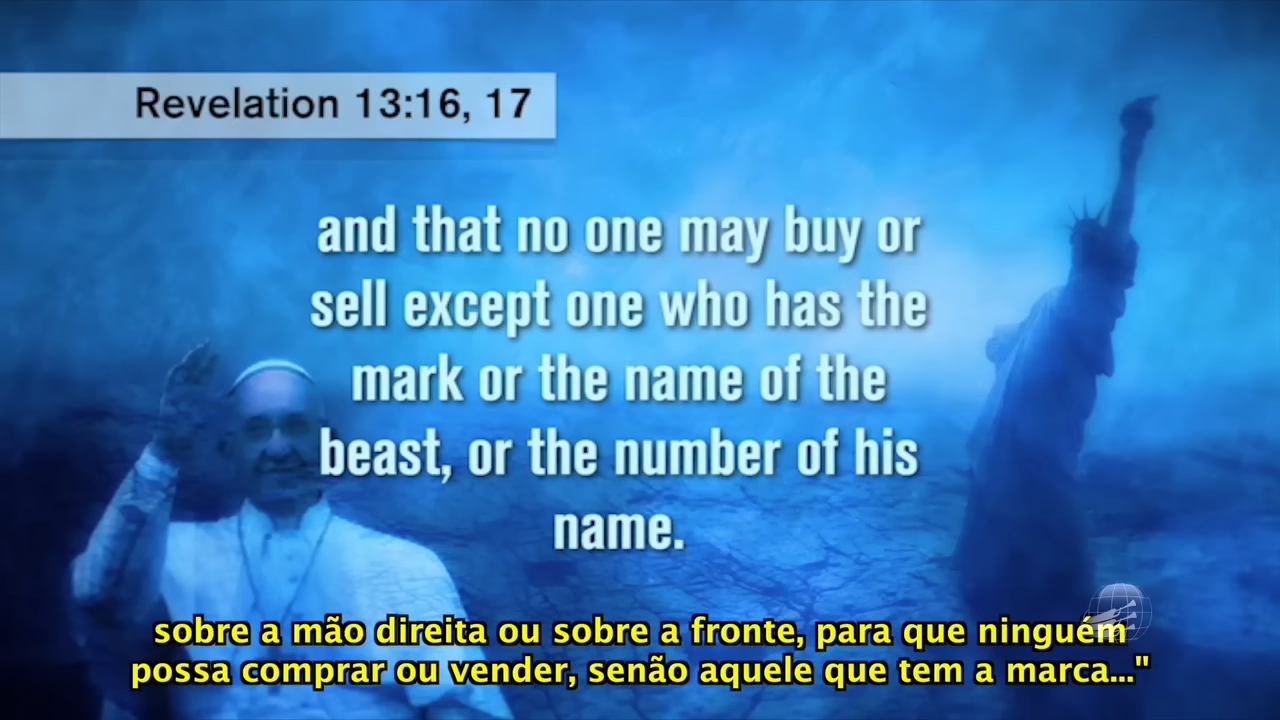 Revelation 13:16, 17
and that no one may buy or
sell except one who has the
mark or the name of the
beast, or the number of his
name.
sobre a mão direita ou sobre a fronte, para que ninguém
possa comprar ou vender, senão aquele que tem a marca..."